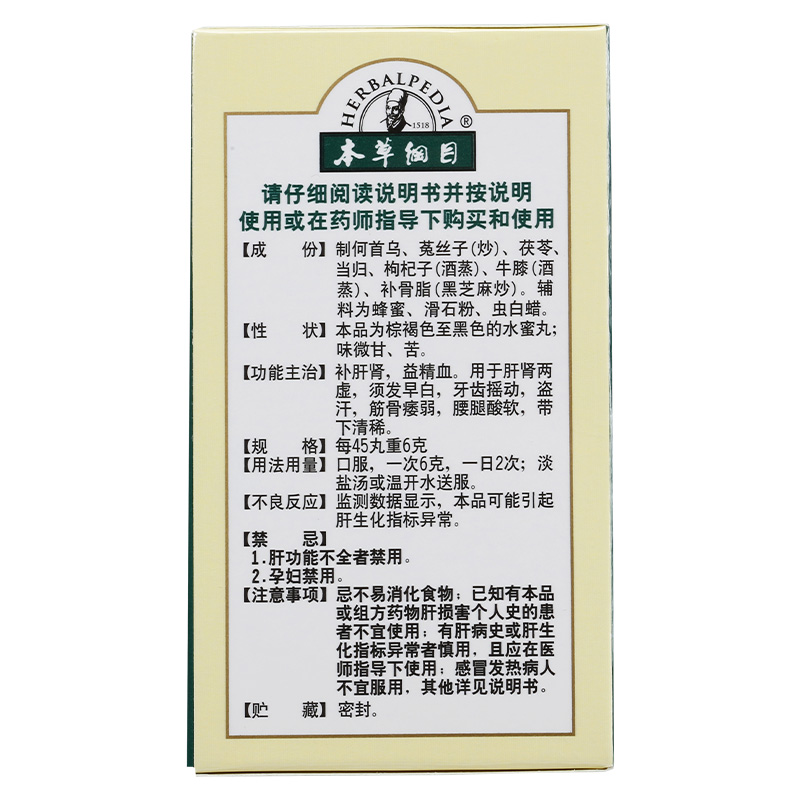 HERBALPEDIA
1518
®
本草纲目
请仔细阅读说明书并按说明
使用或在药师指导下购买和使用
【成　份】制何首乌、菟丝子(炒)、茯苓、
当归、枸杞子(酒蒸)、牛膝(酒
蒸)、补骨脂(黑芝麻炒)。辅
料为蜂蜜、滑石粉、虫白蜡。
【性　状】本品为棕褐色至黑色的水蜜丸；
味微甘、苦。
【功能主治】补肝肾，益精血。用于肝肾两
虚，须发早白，牙齿摇动，盗
汗，筋骨痿弱，腰腿酸软，带
下清稀。
【规　格】每45丸重6克
【用法用量】口服，一次6克，一日2次；淡
盐汤或温开水送服。
【不良反应】监测数据显示，本品可能引起
肝生化指标异常。
【禁　忌】
1.肝功能不全者禁用。
2.孕妇禁用。
【注意事项】忌不易消化食物；已知有本品
或组方药物肝损害个人史的患
者不宜使用；有肝病史或肝生
化指标异常者慎用，且应在医
师指导下使用；感冒发热病人
不宜服用，其他详见说明书。
【贮　藏】密封。